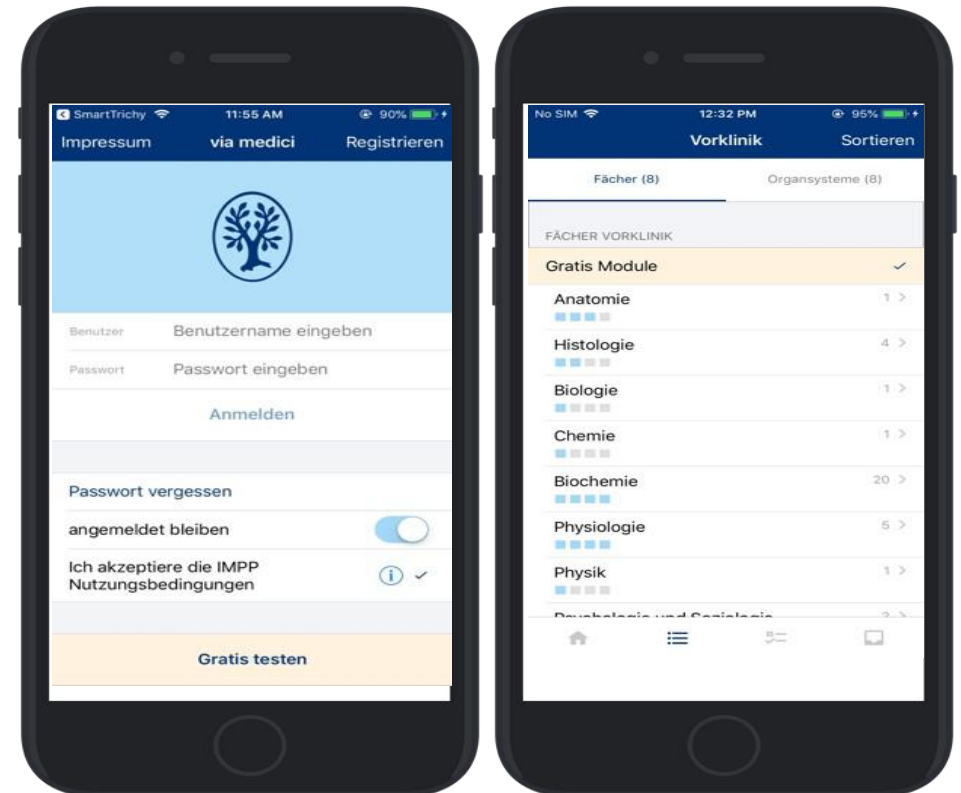 SmartTrichy 11:55 AM 90%
Impressum via medici Registrieren
Benutzer Benutzername eingeben
Passwort Passwort eingeben
Anmelden
Passwort vergessen
angemeldet bleiben
Ich akzeptiere die IMPP
Nutzungsbedingungen
Gratis testen
No SIM 12:32 PM 95%
Vorklinik Sortieren
Fächer (8) Organsysteme (8)
FÄCHER VORKLINIK
Gratis Module
Anatomie 1
Histologie 4
Biologie 1
Chemie 1
Biochemie 20
Physiologie 5
Physik 1
Psychologie und Soziologie